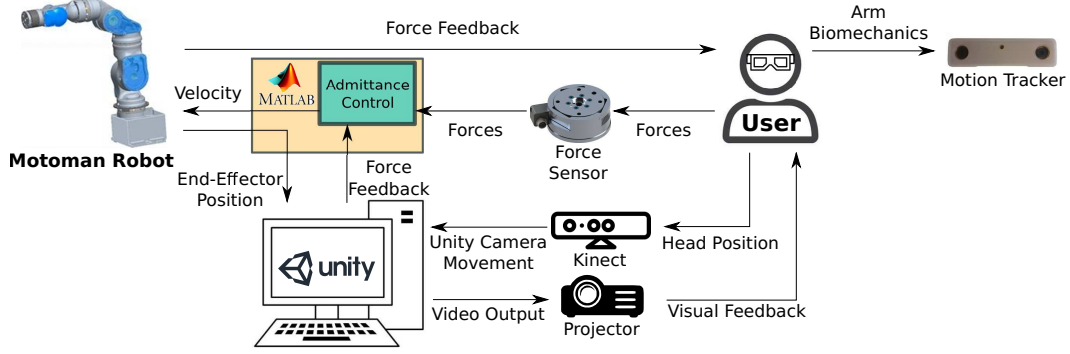 Arm
Biomechanics
Force Feedback
Motion Tracker
MATLAB
Admittance
Control
Velocity
Forces
Forces
User
Motoman Robot
Force
Sensor
End-Effector
Position
Force
Feedback
Unity Camera
Movement
Kinect
Head Position
unity
Video Output
Projector
Visual Feedback